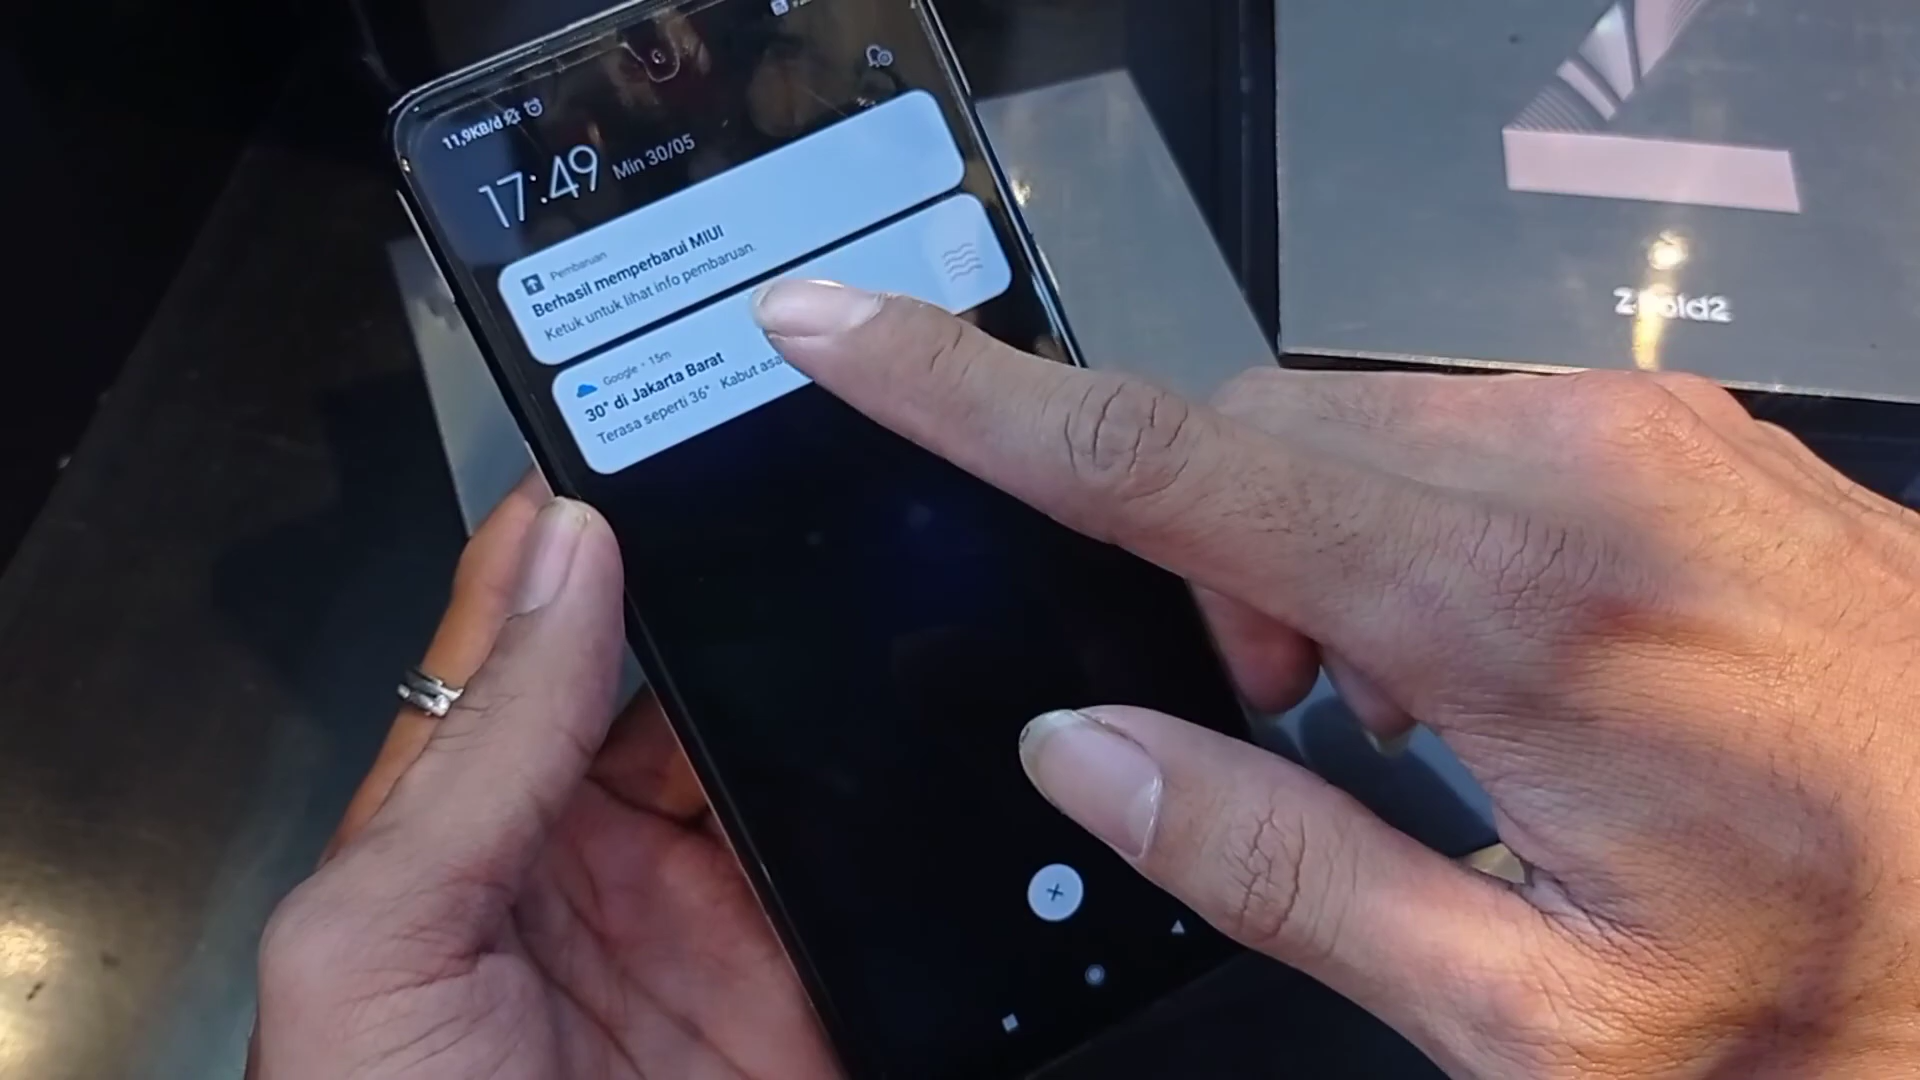 11,9KB/d
17:49 Min 30/05
Pembaruan
Berhasil memperbarui MIUI
Ketuk untuk lihat info pembaruan.
Google • 15m
30° di Jakarta Barat
Terasa seperti 36° Kabut
Z Fold2